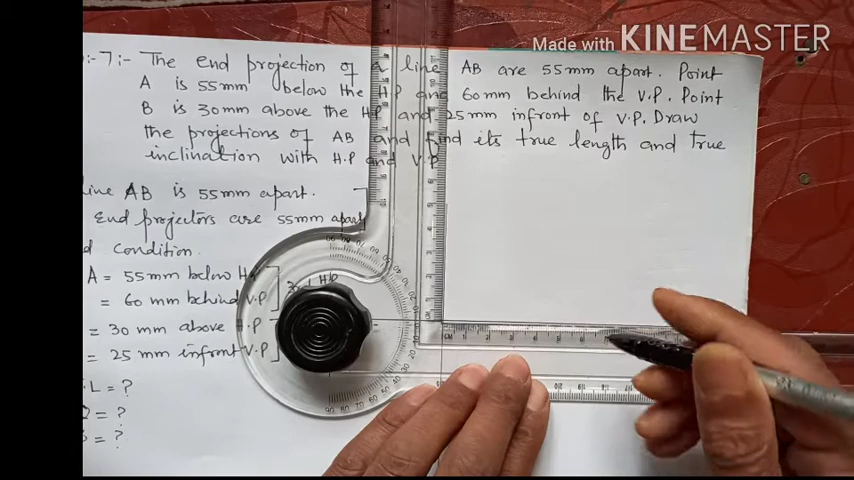 Made with KINEMASTER
:-7:- The end projection of a line AB are 55mm apart. Point
A is 55mm below the HP and 60mm behind the V.P. Point
B is 30mm above the HP and 25mm infront of V.P. Draw
the projections of AB and find its true length and True
inclination with H.P and V.P
Line AB is 55mm apart.
End projectors are 55mm apart
condition.
A = 55mm below HP
= 60 mm behind V.P
= 30 mm above H.P
= 25 mm infront V.P
L = ?
= ?
= ?